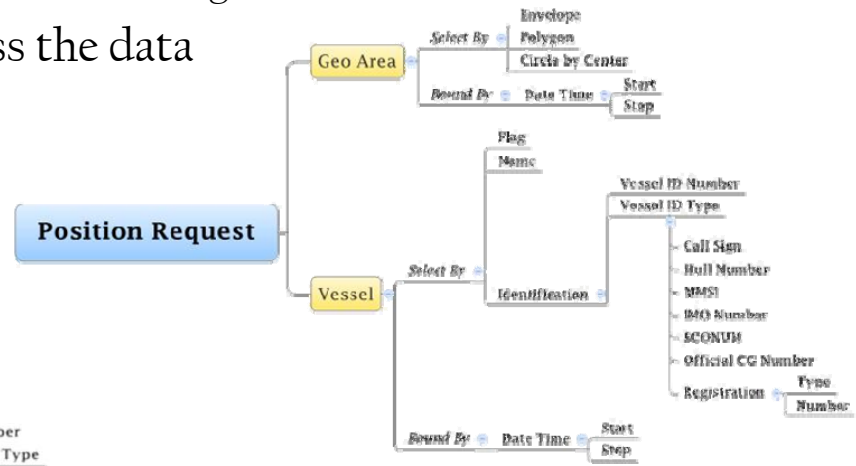 ss the data
Position Request
Geo Area
Select By
Envelope
Polygon
Circle by Center
Bound By
Date Time
Start
Stop
Vessel
Select By
Flag
Name
Identification
Vessel ID Number
Vessel ID Type
Call Sign
Hull Number
MMSI
IMO Number
SCONUM
Official CG Number
Registration
Type
Number
Bound By
Date Time
Start
Stop
ber
Type